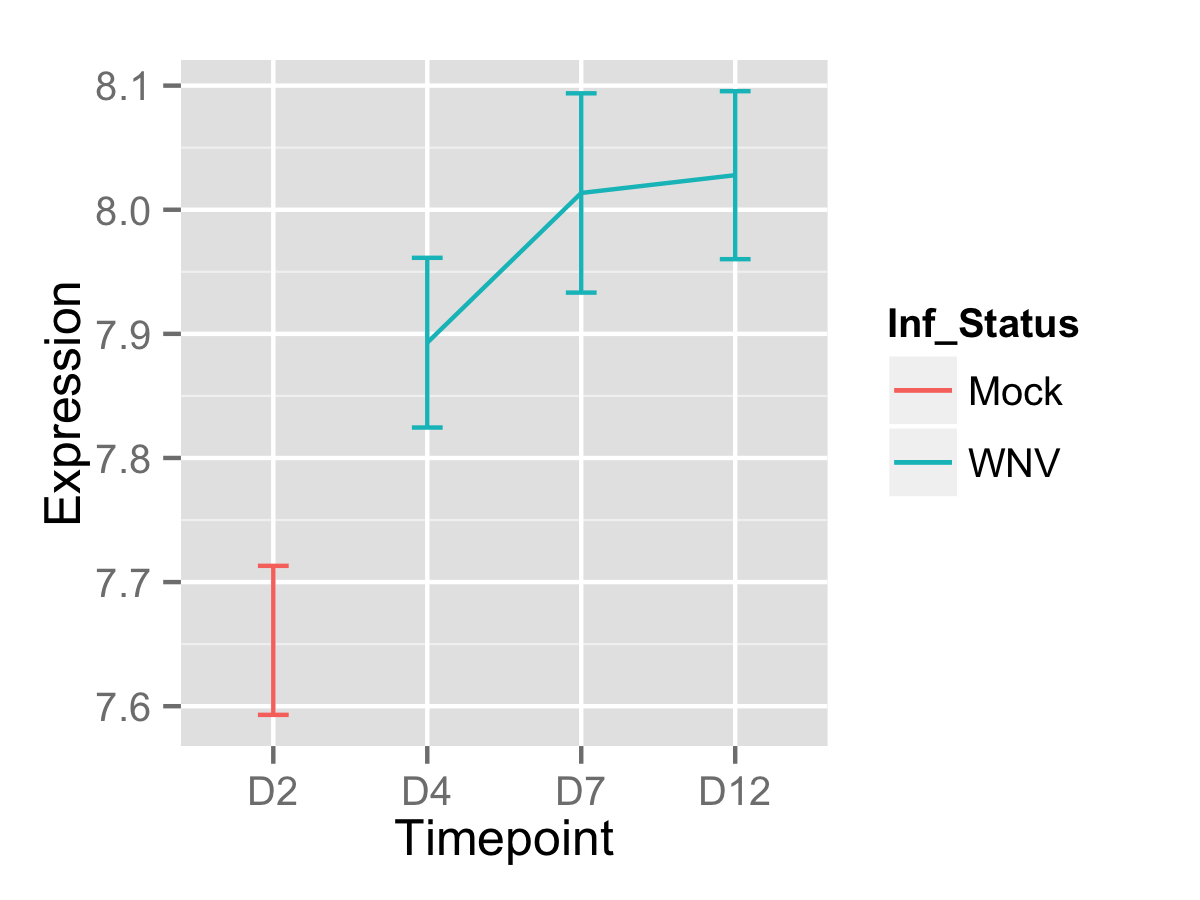 8.1
8.0
7.9
7.8
7.7
7.6
Expression
D2 D4 D7 D12
Timepoint
Inf_Status
Mock
WNV